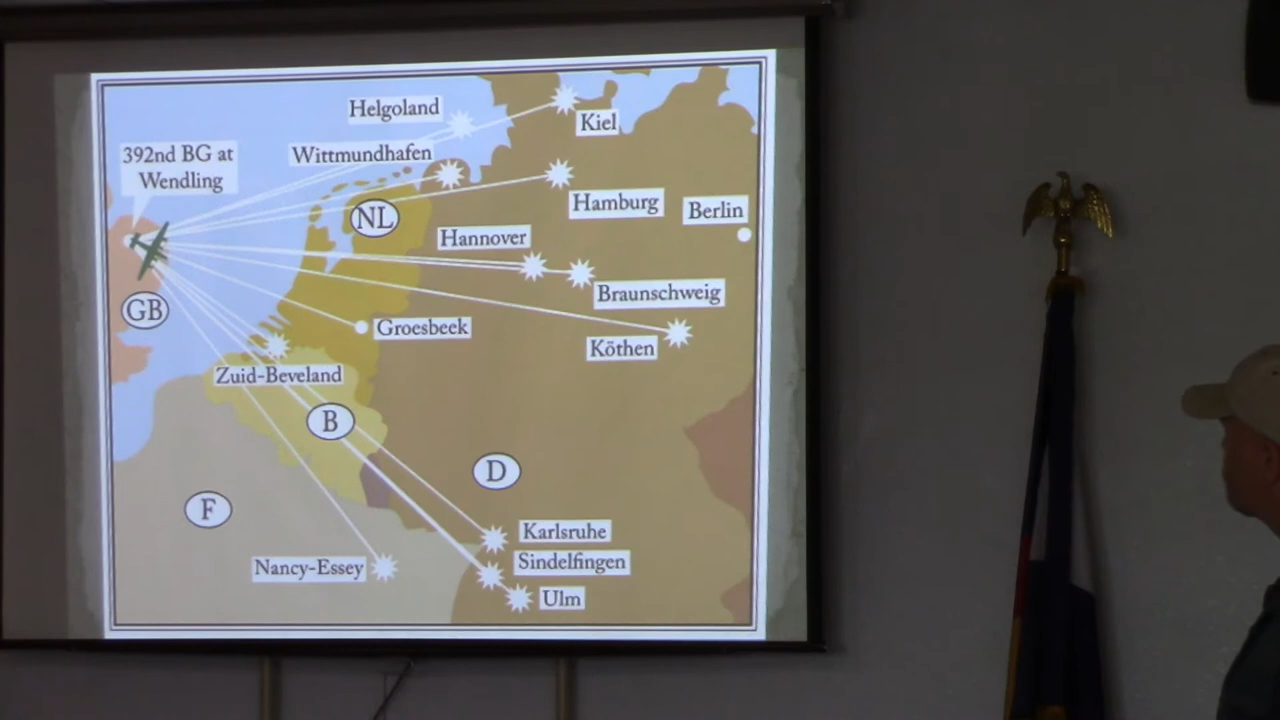 Helgoland
Kiel
392nd BG at
Wendling
Wittmundhafen
Hamburg
NL
Berlin
Hannover
Braunschweig
GB
Groesbeek
Köthen
Zuid-Beveland
B
D
F
Karlsruhe
Sindelfingen
Nancy-Essey
Ulm